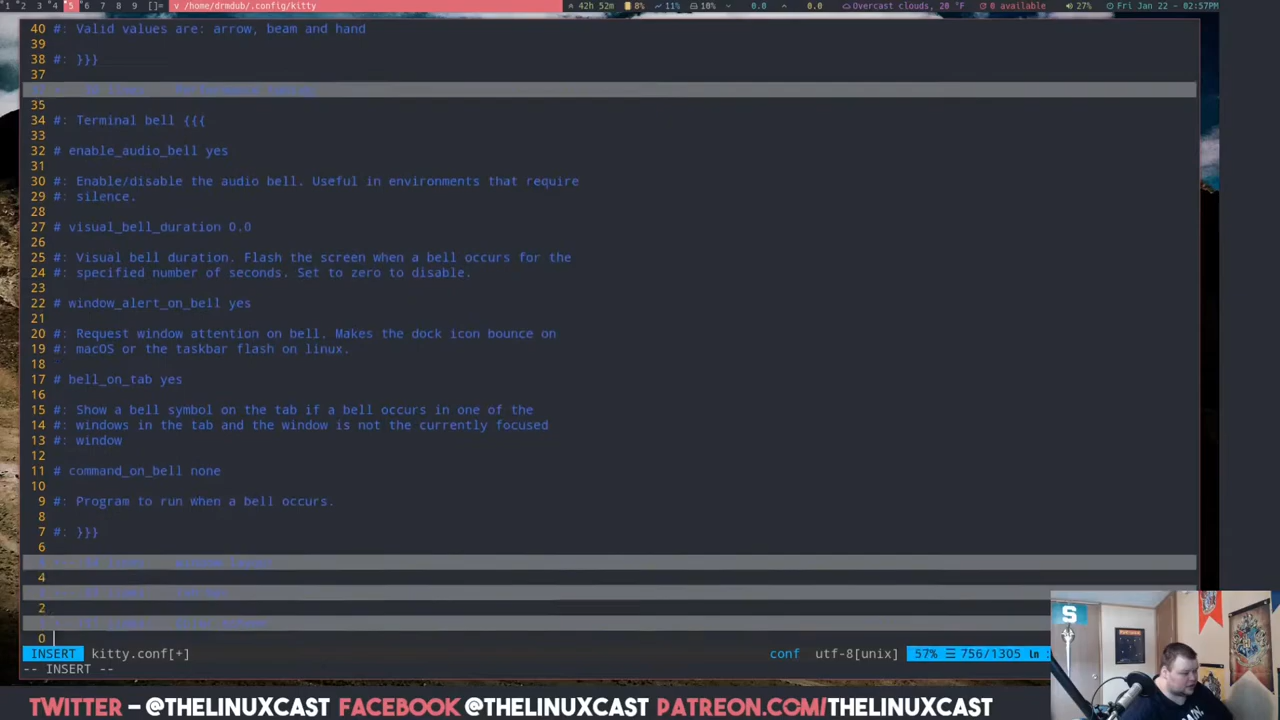 1 2 3 4 5 6 7 8 9 []= v /home/drmdub/.config/kitty 42h 52m 8% 11% 10% 0.0 0.0 Overcast clouds, 20 °F 0 available 27% Fri Jan 22 - 02:57PM
40 #: Valid values are: arrow, beam and hand
39
38 #: }}}
37
35
34 #: Terminal bell {{{
33
32 # enable_audio_bell yes
31
30 #: Enable/disable the audio bell. Useful in environments that require
29 #: silence.
28
27 # visual_bell_duration 0.0
26
25 #: Visual bell duration. Flash the screen when a bell occurs for the
24 #: specified number of seconds. Set to zero to disable.
23
22 # window_alert_on_bell yes
21
20 #: Request window attention on bell. Makes the dock icon bounce on
19 #: macOS or the taskbar flash on linux.
18
17 # bell_on_tab yes
16
15 #: Show a bell symbol on the tab if a bell occurs in one of the
14 #: windows in the tab and the window is not the currently focused
13 #: window
12
11 # command_on_bell none
10
9 #: Program to run when a bell occurs.
8
7 #: }}}
6
4
2
0
INSERT kitty.conf[+] conf utf-8[unix] 57% ☰ 756/1305 ln :
-- INSERT --
S
TWITTER – @THELINUXCAST FACEBOOK @THELINUXCAST PATREON.COM/THELINUXCAST